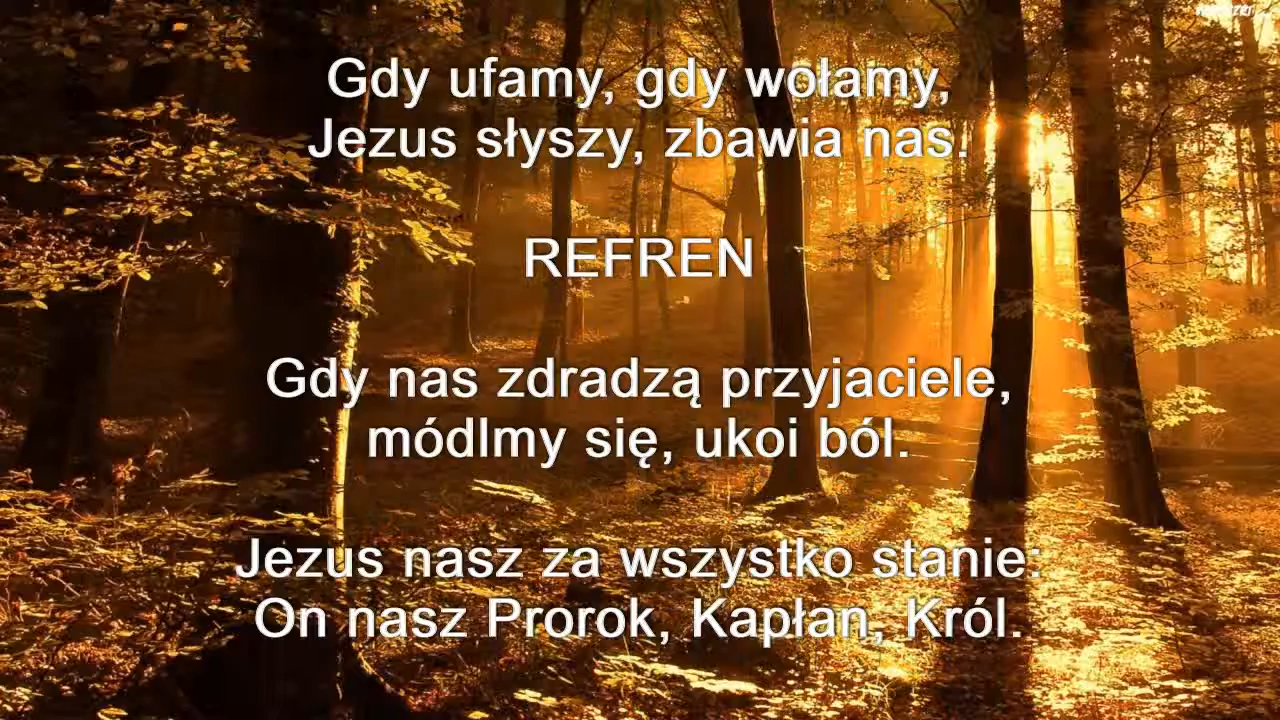 Gdy ufamy, gdy wołamy,
Jezus słyszy, zbawia nas.
REFREN
Gdy nas zdradzą przyjaciele,
módlmy się, ukoi ból.
Jezus nasz za wszystko stanie:
On nasz Prorok, Kapłan, Król.